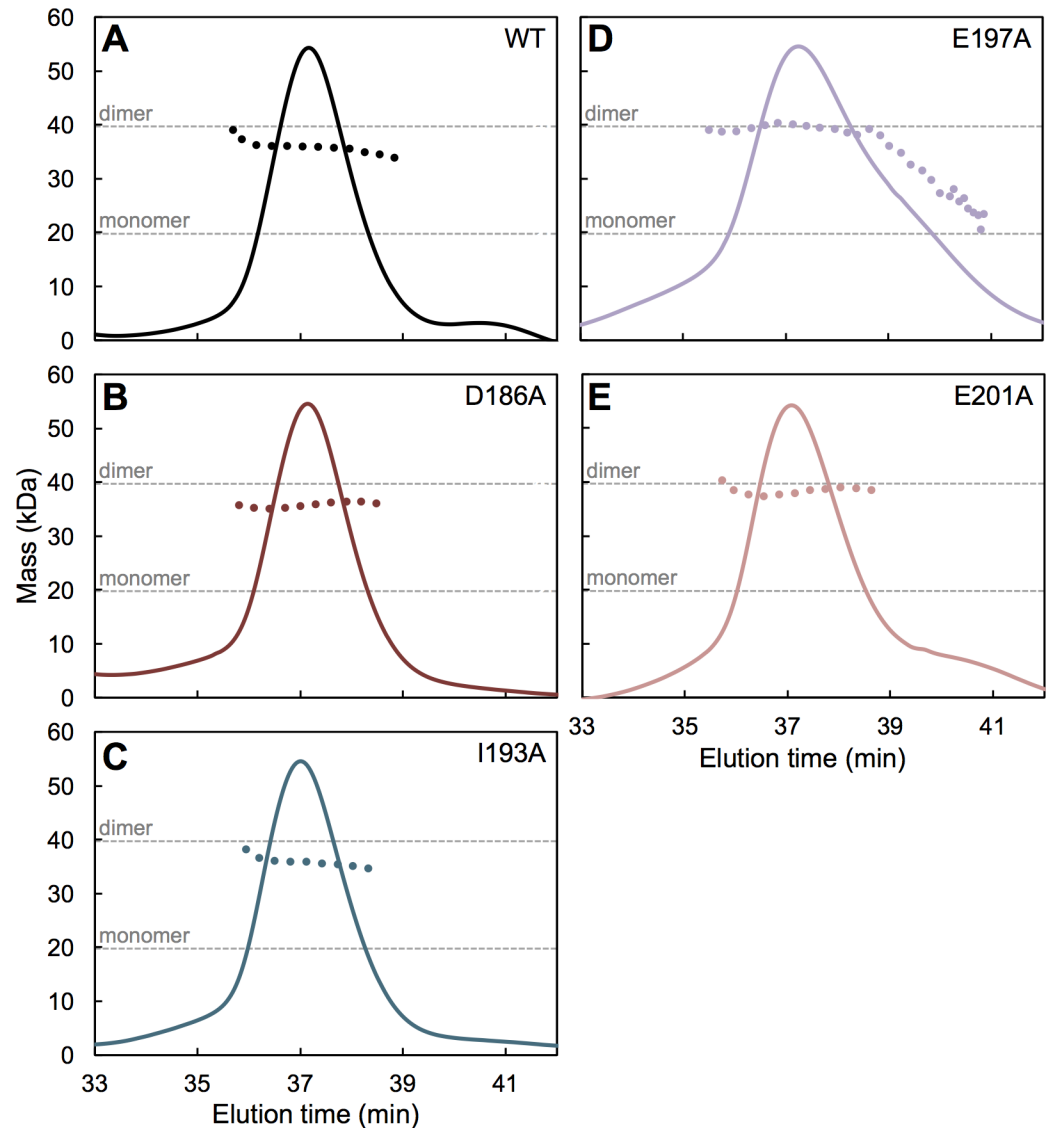 A
WT
60
50
40
30
20
10
0
dimer
monomer
D
E197A
dimer
monomer
B
D186A
60
50
40
30
20
10
0
dimer
monomer
Mass (kDa)
E
E201A
dimer
monomer
33 35 37 39 41
Elution time (min)
C
I193A
60
50
40
30
20
10
0
dimer
monomer
33 35 37 39 41
Elution time (min)